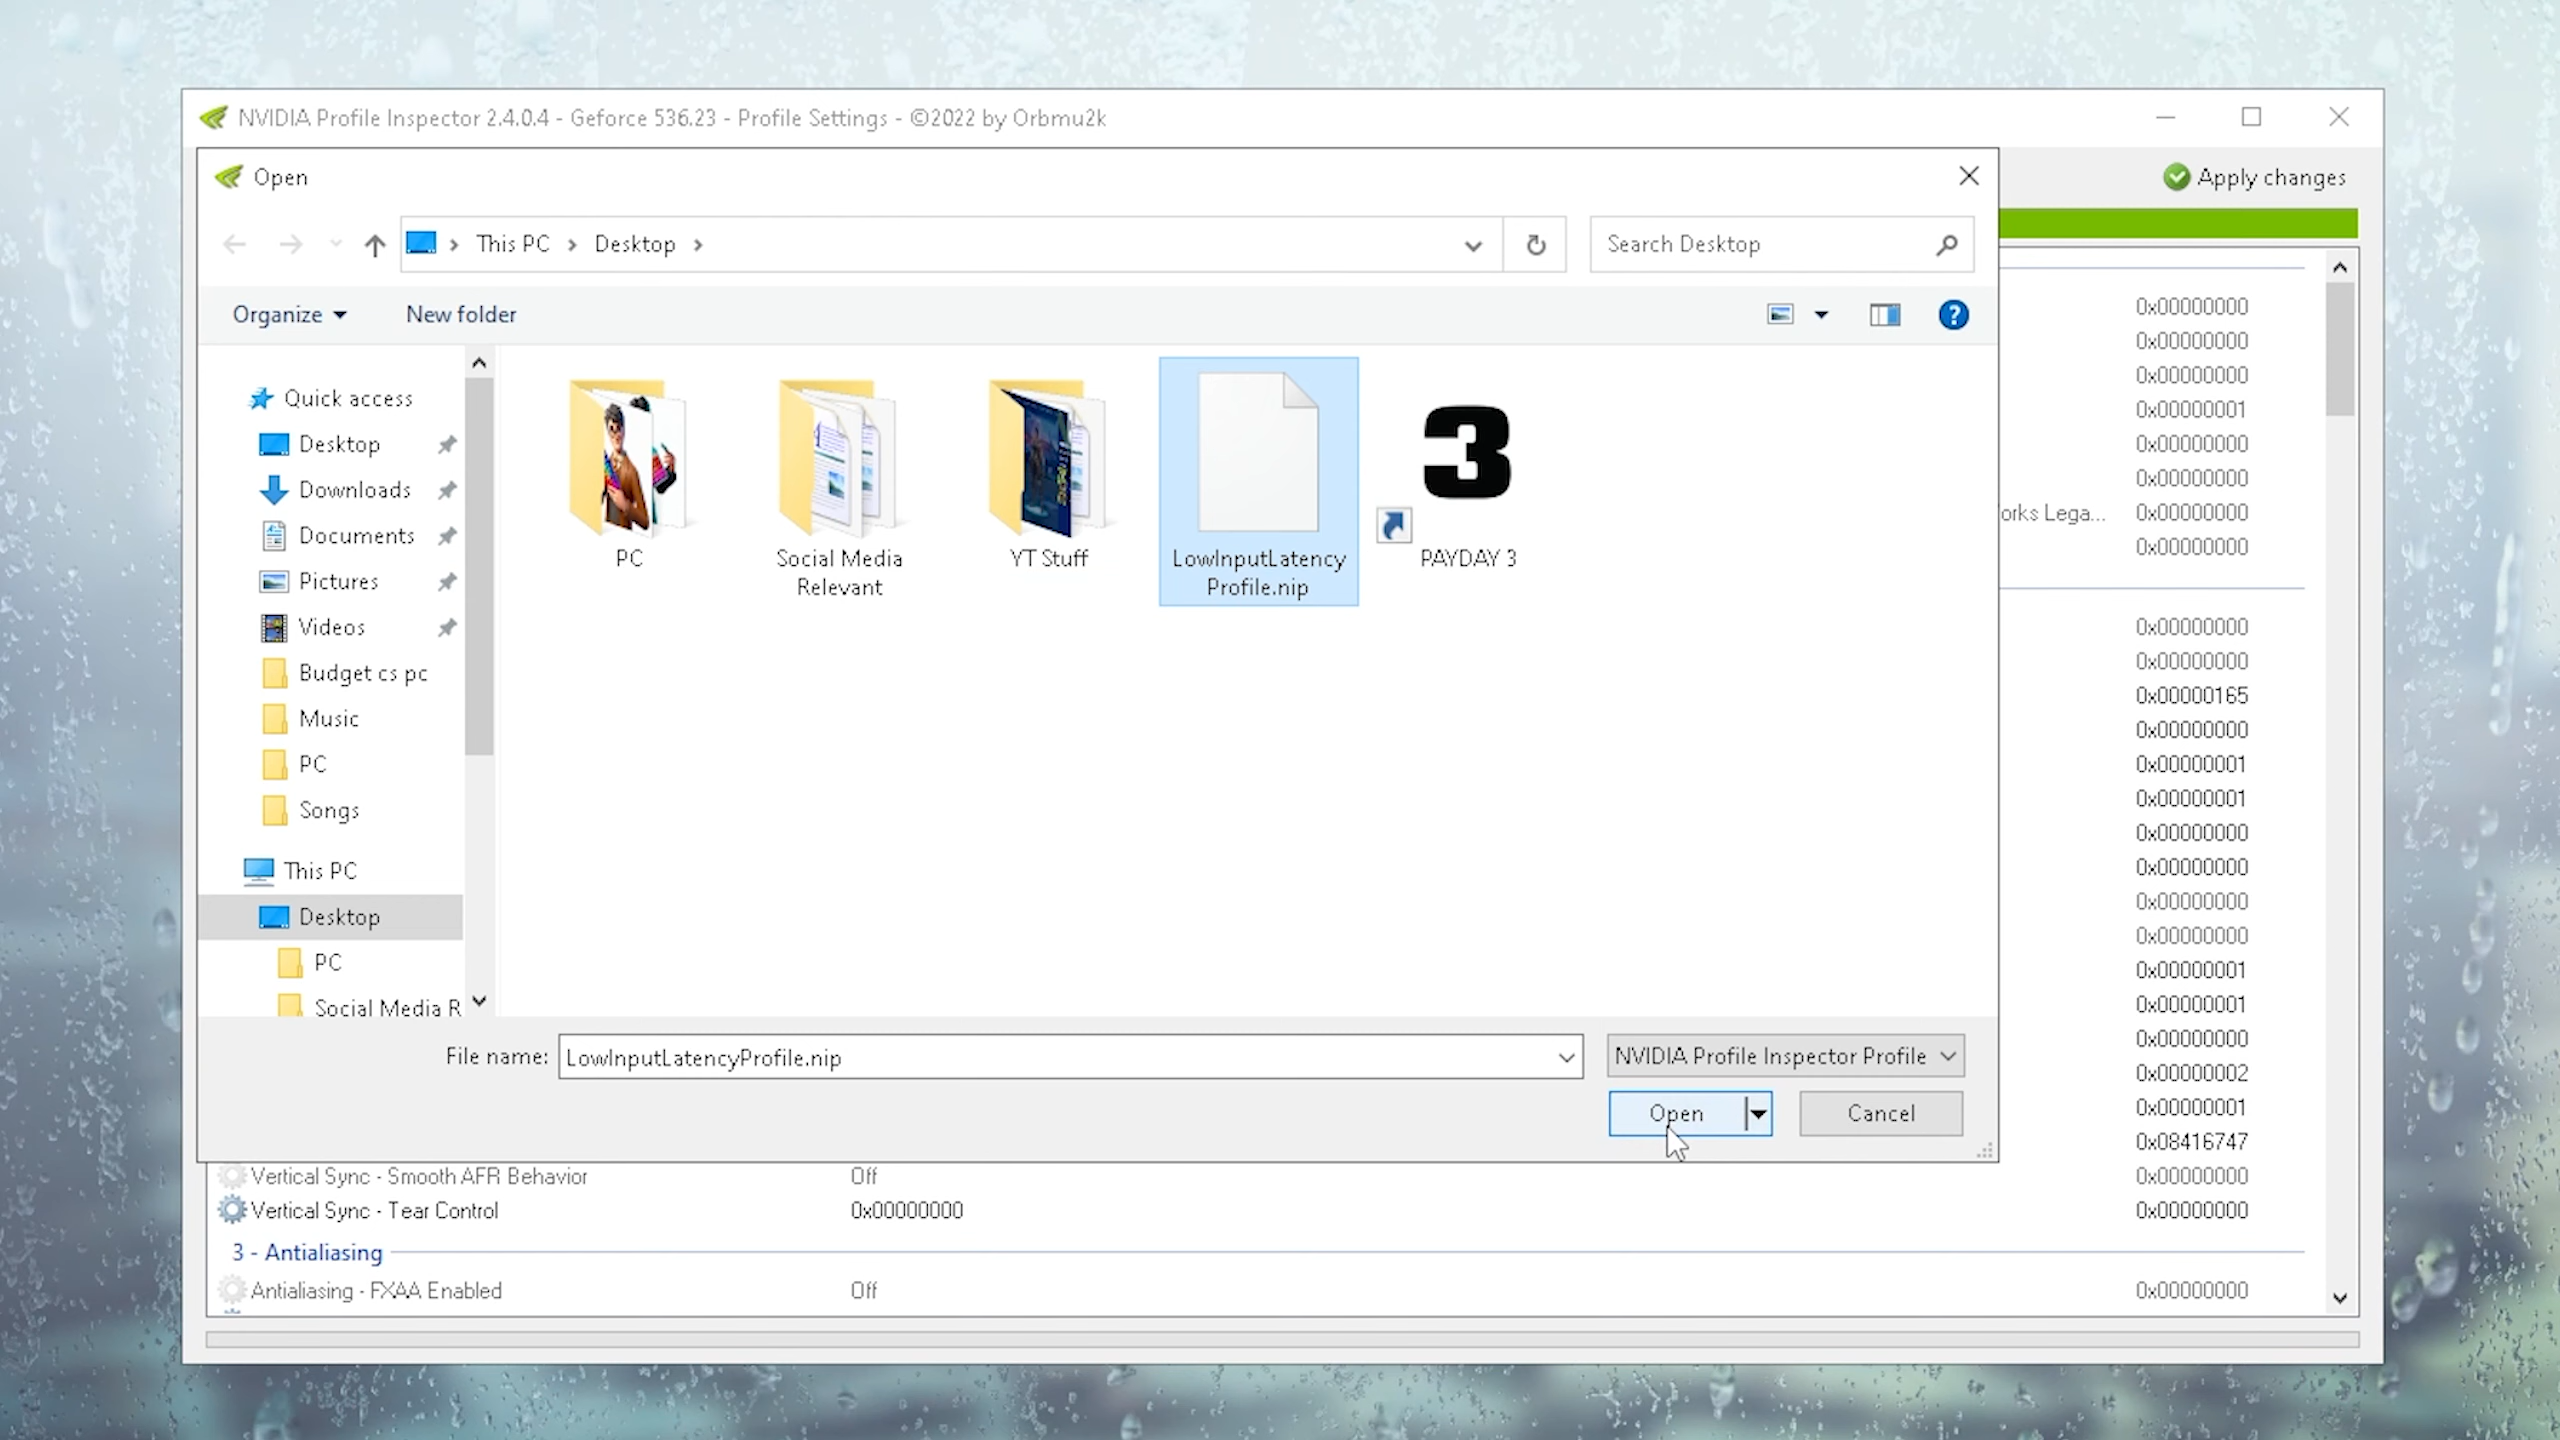 NVIDIA Profile Inspector 2.4.0.4 - Geforce 536.23 - Profile Settings - ©2022 by Orbmu2k
Open
Apply changes
This PC
Desktop
Search Desktop
Organize
New folder
Quick access
Desktop
Downloads
Documents
Pictures
Videos
Budget cs pc
Music
PC
Songs
This PC
Desktop
PC
Social Media R
PC
Social Media
Relevant
YT Stuff
LowInputLatency
Profile.nip
3
PAYDAY 3
0x00000000
0x00000000
0x00000000
0x00000001
0x00000000
0x00000000
orks Lega... 0x00000000
0x00000000
0x00000000
0x00000000
0x00000165
0x00000000
0x00000001
0x00000001
0x00000000
0x00000000
0x00000000
0x00000000
0x00000001
0x00000001
0x00000000
0x00000002
0x00000001
0x08416747
File name: LowInputLatencyProfile.nip
NVIDIA Profile Inspector Profile
Open
Cancel
Vertical Sync - Smooth AFR Behavior Off 0x00000000
Vertical Sync - Tear Control 0x00000000 0x00000000
3 - Antialiasing
Antialiasing - FXAA Enabled Off 0x00000000